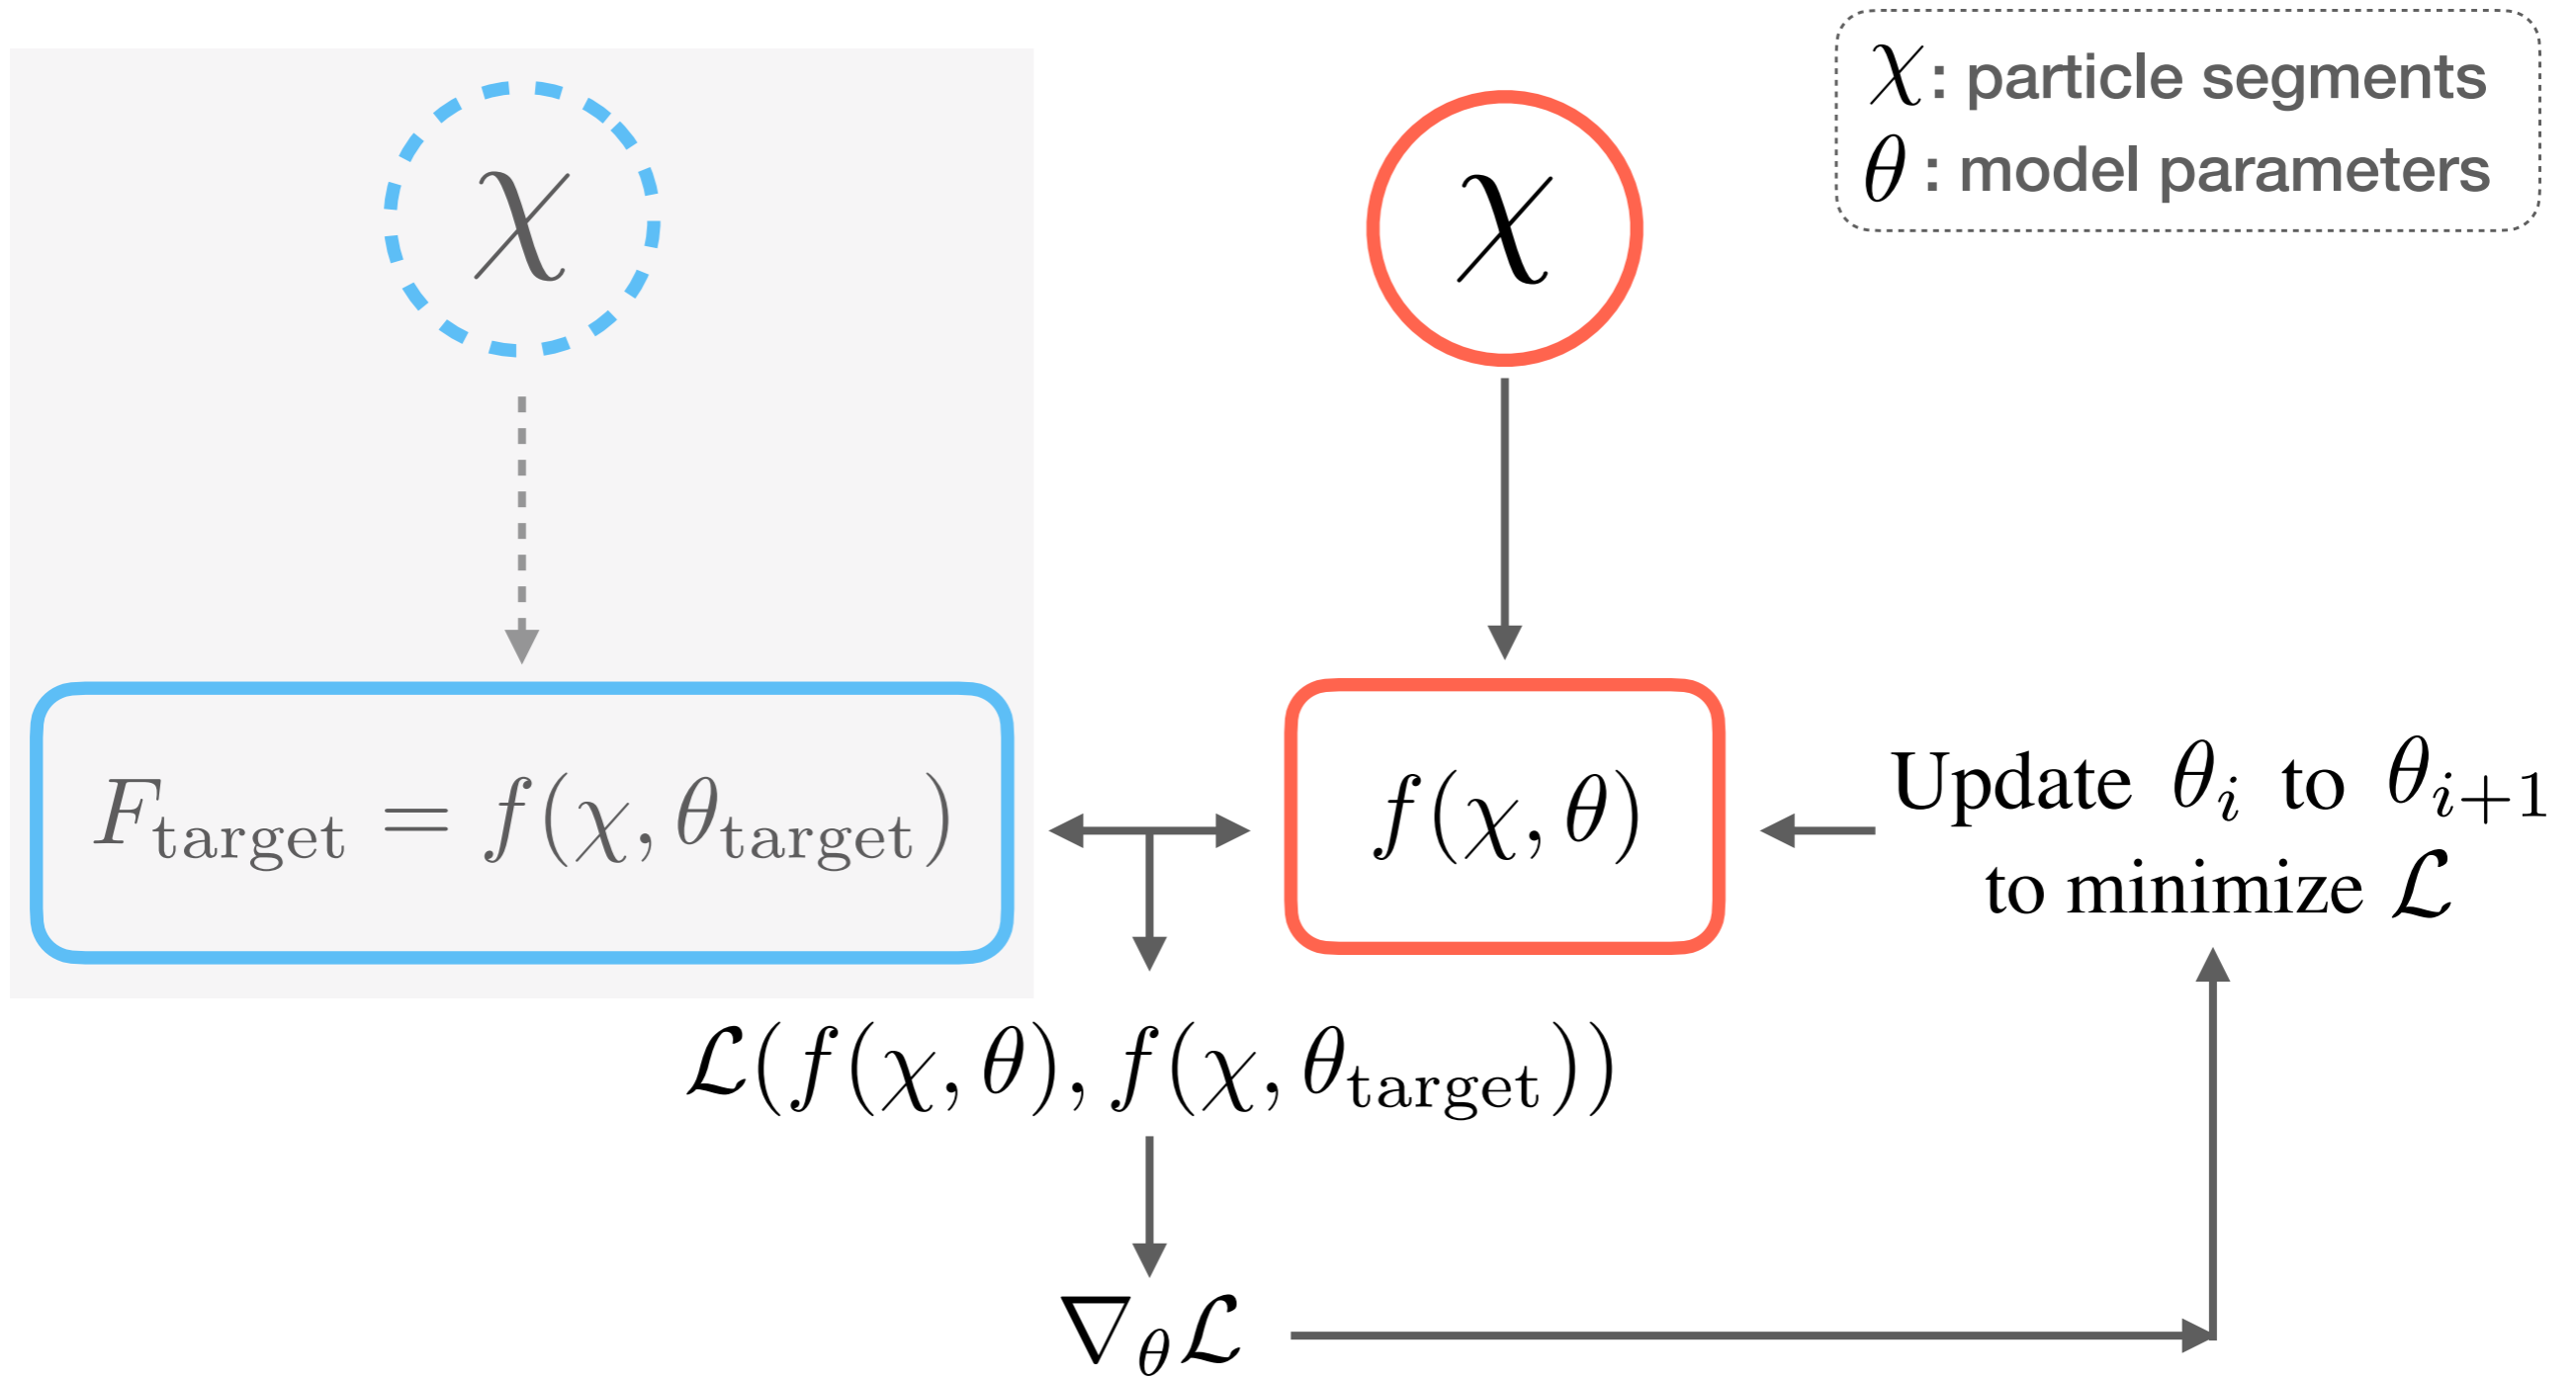 χ : particle segments
θ : model parameters
χ
χ
F_target = f(χ, θ_target)
f(χ, θ)
Update θ_i to θ_{i+1}
to minimize ℒ
ℒ(f(χ, θ), f(χ, θ_target))
∇_θ ℒ